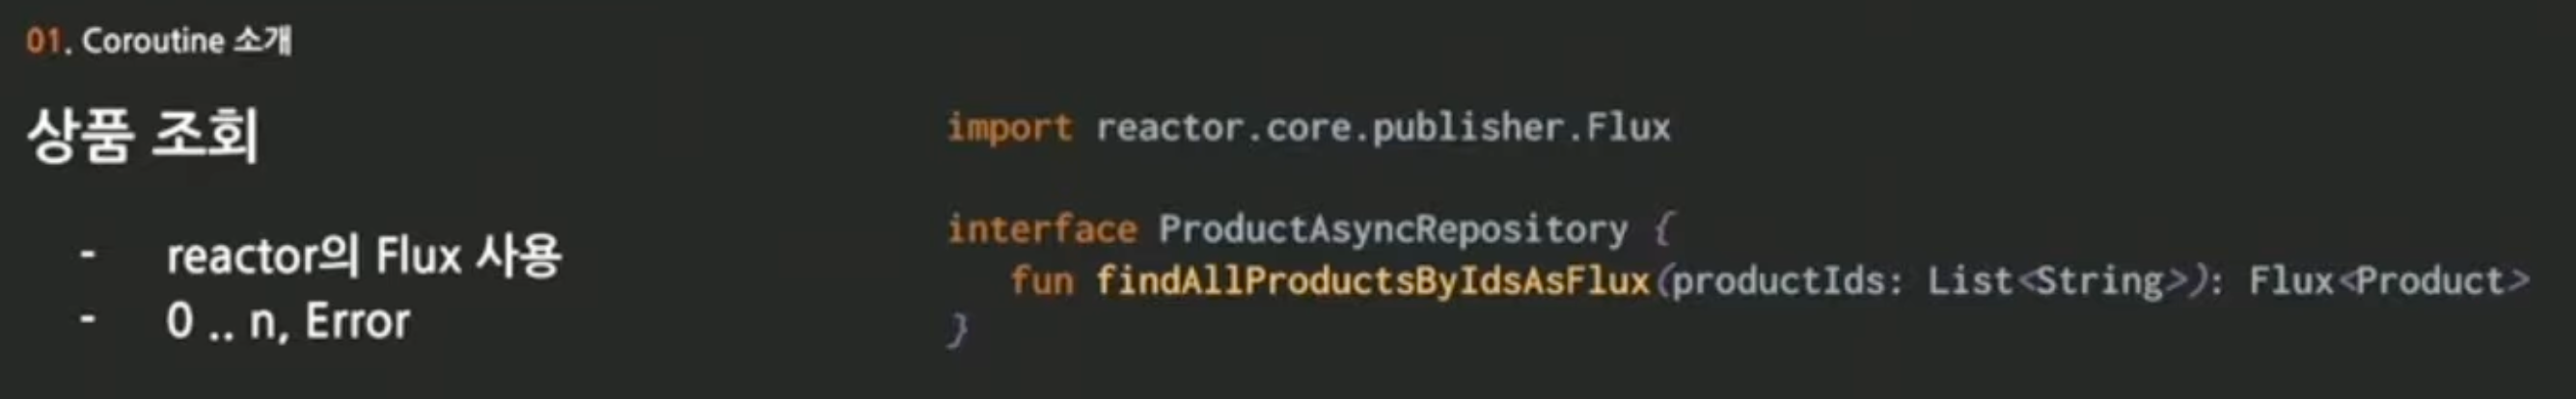 01. Coroutine 소개
상품 조회
- reactor의 Flux 사용
- 0 .. n, Error
import reactor.core.publisher.Flux
interface ProductAsyncRepository {
fun findAllProductsByIdsAsFlux(productIds: List<String>): Flux<Product>
}